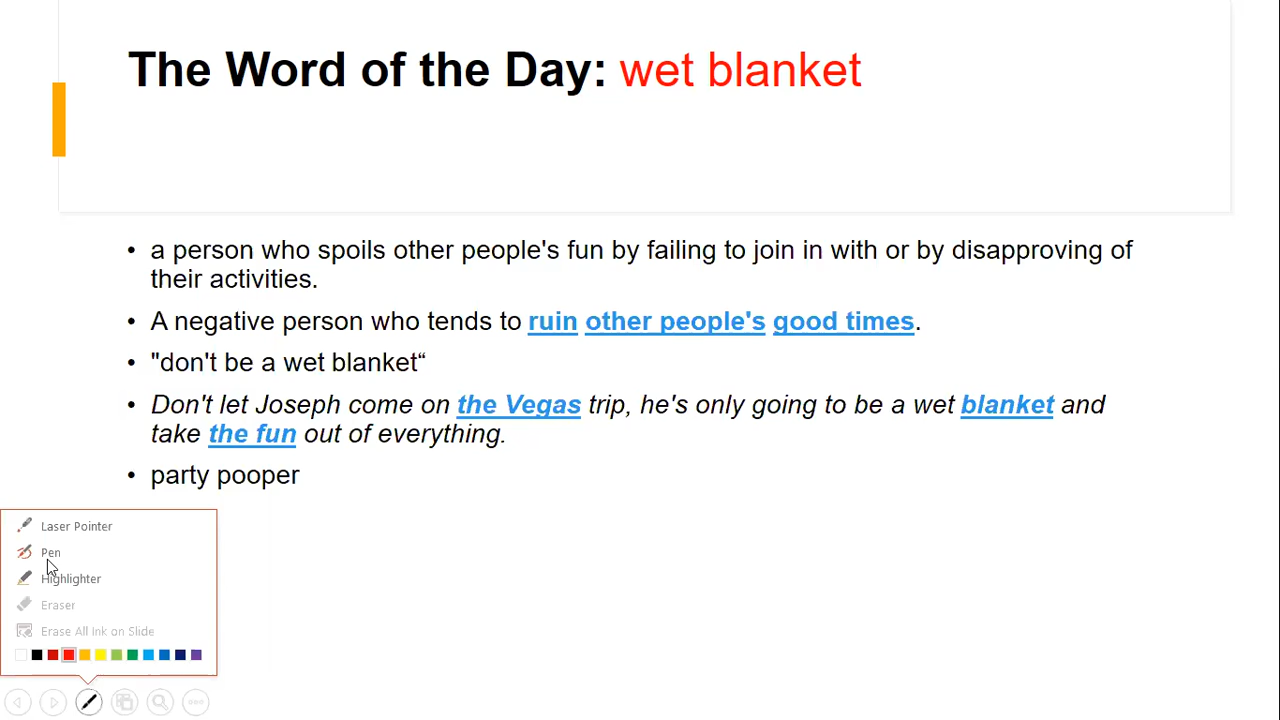 The Word of the Day: wet blanket
• a person who spoils other people's fun by failing to join in with or by disapproving of
their activities.
• A negative person who tends to ruin other people's good times.
• "don't be a wet blanket“
• Don't let Joseph come on the Vegas trip, he's only going to be a wet blanket and
take the fun out of everything.
• party pooper
Laser Pointer
Pen
Highlighter
Eraser
Erase All Ink on Slide